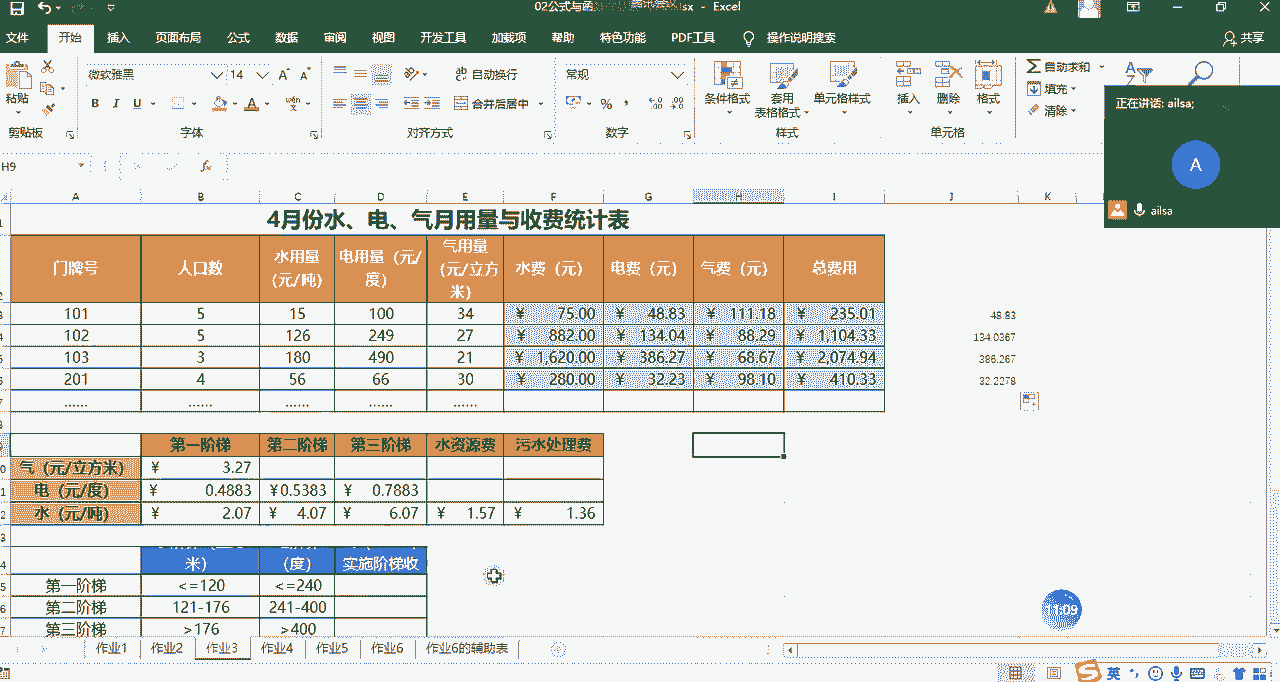 02公式与函 sx - Excel
文件 开始 插入 页面布局 公式 数据 审阅 视图 开发工具 加载项 帮助 特色功能 PDF工具 操作说明搜索 共享
微软雅黑 14 自动换行 常规 自动求和
粘贴 B I U A 合并后居中 % 条件格式 套用 表格格式 单元格样式 插入 删除 格式 填充 清除
剪贴板 字体 对齐方式 数字 样式 单元格
正在讲话: ailsa;
A
ailsa
H9 fx
A B C D E F G H I J K
4月份水、电、气月用量与收费统计表
门牌号 人口数 水用量(元/吨) 电用量(元/度) 气用量(元/立方米) 水费(元) 电费(元) 气费(元) 总费用
101 5 15 100 34 ¥ 75.00 ¥ 48.83 ¥ 111.18 ¥ 235.01 48.83
102 5 126 249 27 ¥ 882.00 ¥ 134.04 ¥ 88.29 ¥ 1,104.33 134.0367
103 3 180 490 21 ¥ 1,620.00 ¥ 386.27 ¥ 68.67 ¥ 2,074.94 386.267
201 4 56 66 30 ¥ 280.00 ¥ 32.23 ¥ 98.10 ¥ 410.33 32.2278
...... ...... ...... ...... ......
第一阶梯 第二阶梯 第三阶梯 水资源费 污水处理费
气(元/立方米) ¥ 3.27
电(元/度) ¥ 0.4883 ¥0.5383 ¥ 0.7883
水(元/吨) ¥ 2.07 ¥ 4.07 ¥ 6.07 ¥ 1.57 ¥ 1.36
米) (度) 实施阶梯收
第一阶梯 <=120 <=240
第二阶梯 121-176 241-400
第三阶梯 >176 >400
11:09
作业1 作业2 作业3 作业4 作业5 作业6 作业6的辅助表
英